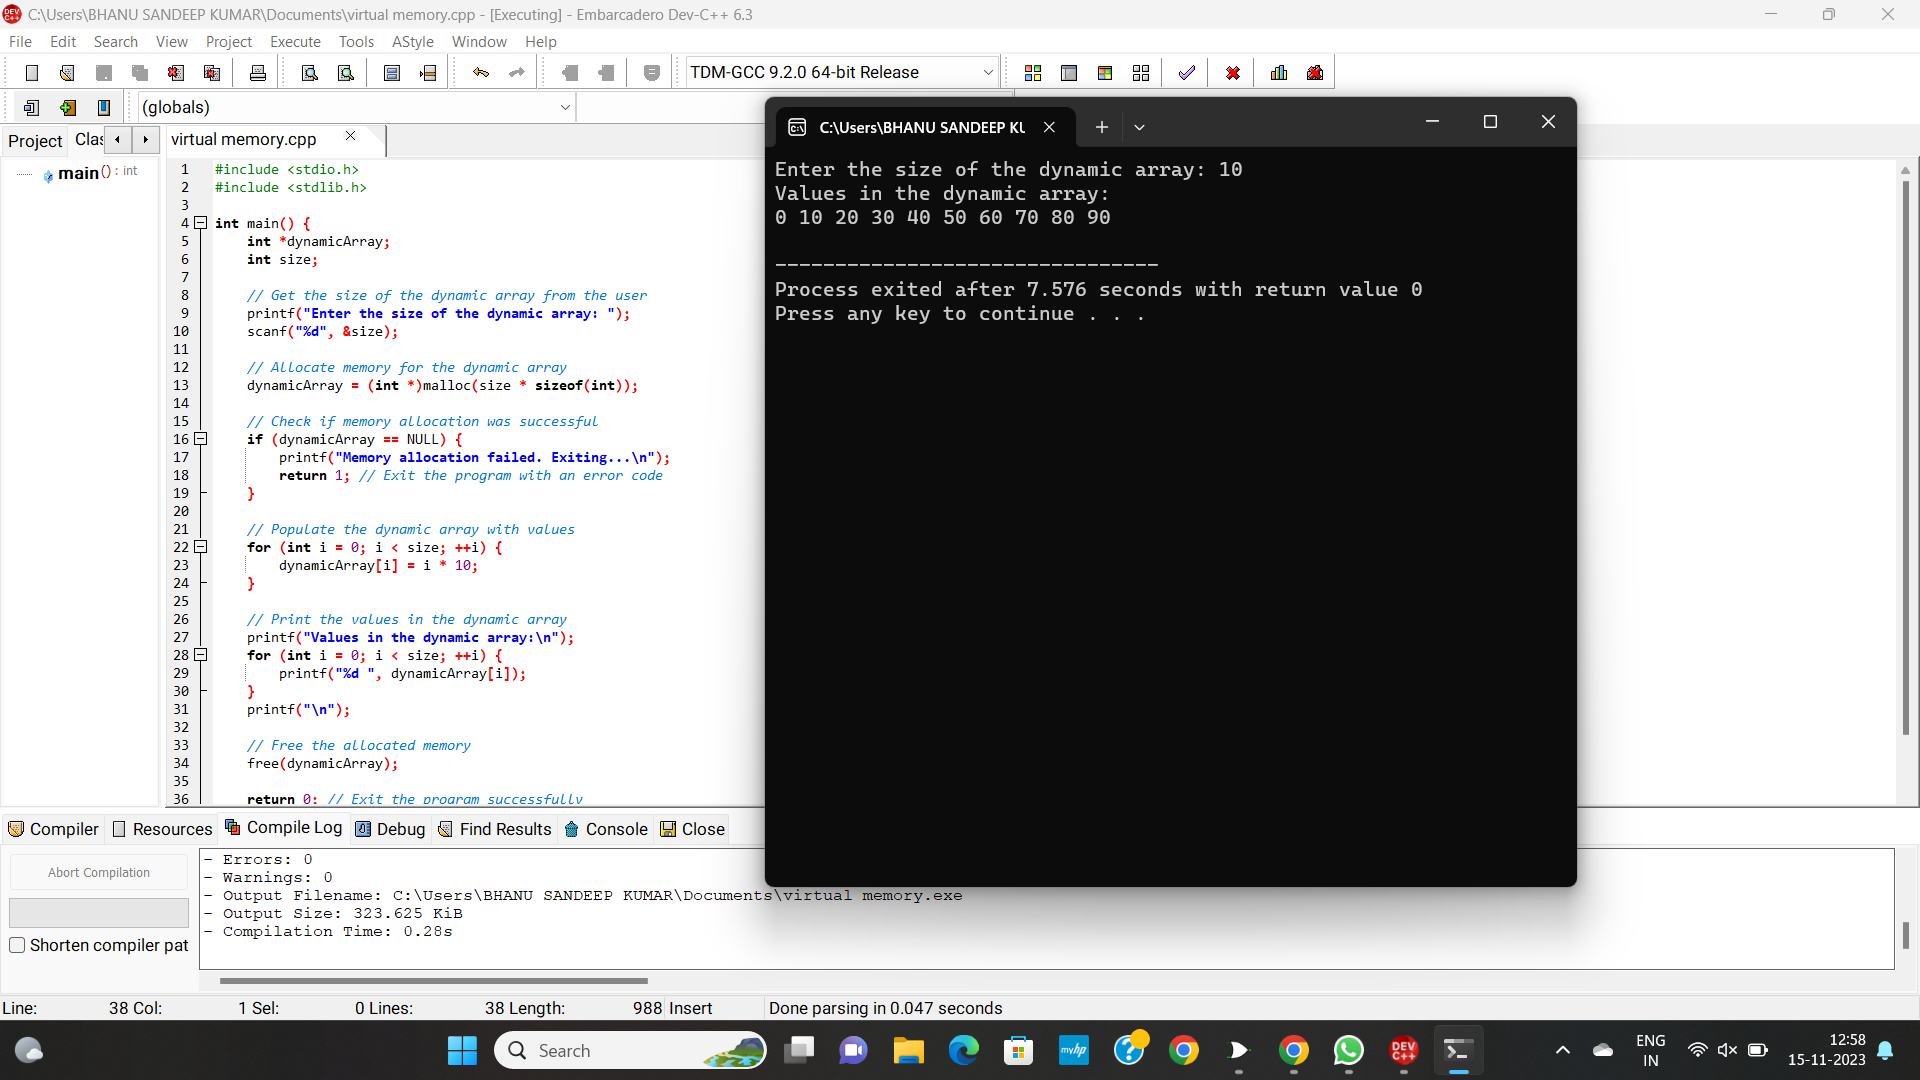 C:\Users\BHANU SANDEEP KUMAR\Documents\virtual memory.cpp - [Executing] - Embarcadero Dev-C++ 6.3
File Edit Search View Project Execute Tools AStyle Window Help
TDM-GCC 9.2.0 64-bit Release
(globals)
Project Clas virtual memory.cpp
main() : int
1 #include <stdio.h>
2 #include <stdlib.h>
3
4 int main() {
5 int *dynamicArray;
6 int size;
7
8 // Get the size of the dynamic array from the user
9 printf("Enter the size of the dynamic array: ");
10 scanf("%d", &size);
11
12 // Allocate memory for the dynamic array
13 dynamicArray = (int *)malloc(size * sizeof(int));
14
15 // Check if memory allocation was successful
16 if (dynamicArray == NULL) {
17 printf("Memory allocation failed. Exiting...\n");
18 return 1; // Exit the program with an error code
19 }
20
21 // Populate the dynamic array with values
22 for (int i = 0; i < size; ++i) {
23 dynamicArray[i] = i * 10;
24 }
25
26 // Print the values in the dynamic array
27 printf("Values in the dynamic array:\n");
28 for (int i = 0; i < size; ++i) {
29 printf("%d ", dynamicArray[i]);
30 }
31 printf("\n");
32
33 // Free the allocated memory
34 free(dynamicArray);
35
36 return 0; // Exit the program successfully
C:\Users\BHANU SANDEEP KU
Enter the size of the dynamic array: 10
Values in the dynamic array:
0 10 20 30 40 50 60 70 80 90
--------------------------------
Process exited after 7.576 seconds with return value 0
Press any key to continue . . .
Compiler Resources Compile Log Debug Find Results Console Close
Abort Compilation
Shorten compiler pat
- Errors: 0
- Warnings: 0
- Output Filename: C:\Users\BHANU SANDEEP KUMAR\Documents\virtual memory.exe
- Output Size: 323.625 KiB
- Compilation Time: 0.28s
Line: 38 Col: 1 Sel: 0 Lines: 38 Length: 988 Insert Done parsing in 0.047 seconds
Search
myhp
DEV C++
ENG
IN
12:58
15-11-2023